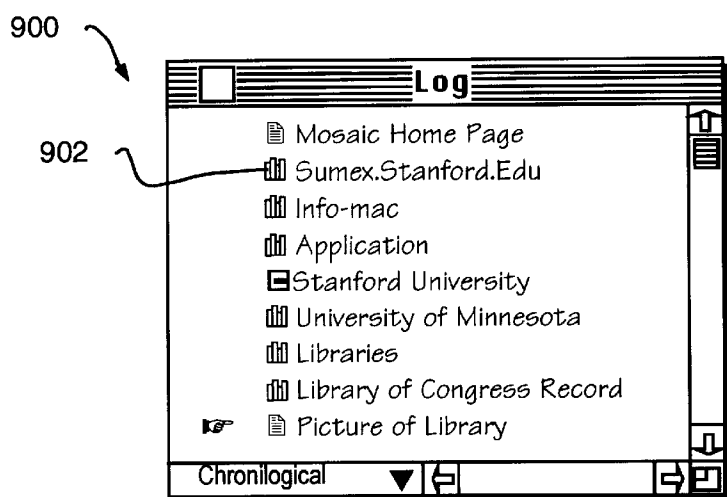 900
Log
Mosaic Home Page
902
Sumex.Stanford.Edu
Info-mac
Application
Stanford University
University of Minnesota
Libraries
Library of Congress Record
Picture of Library
Chronilogical